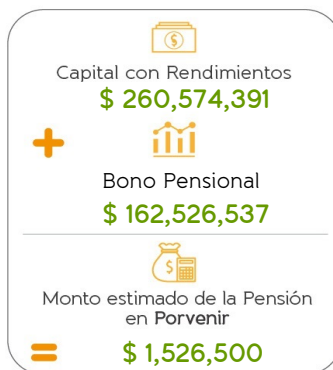 Capital con Rendimientos
$ 260,574,391
+
Bono Pensional
$ 162,526,537
Monto estimado de la Pensión
en Porvenir
= $ 1,526,500